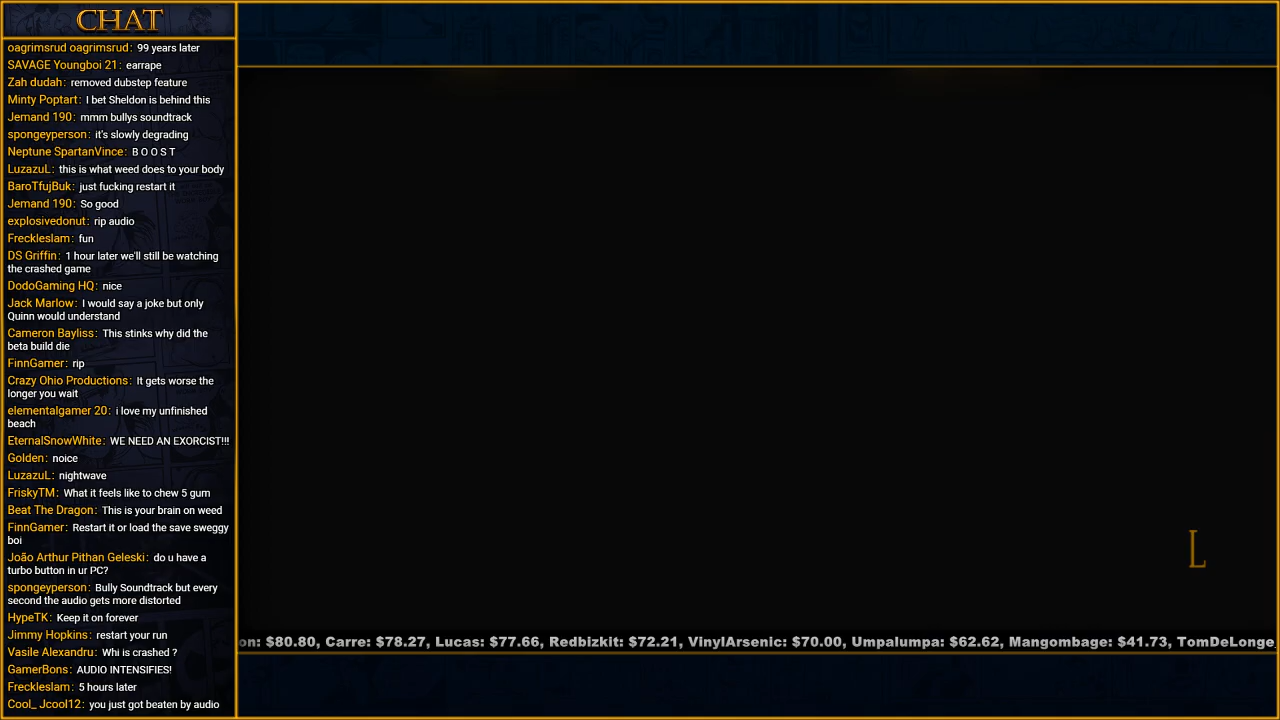 CHAT
oagrimsrud oagrimsrud: 99 years later
SAVAGE Youngboi 21: earrape
Zah dudah: removed dubstep feature
Minty Poptart: I bet Sheldon is behind this
Jemand 190: mmm bullys soundtrack
spongeyperson: it's slowly degrading
Neptune SpartanVince: B O O S T
LuzazuL: this is what weed does to your body
BaroTfujBuk: just fucking restart it
Jemand 190: So good
explosivedonut: rip audio
Freckleslam: fun
DS Griffin: 1 hour later we'll still be watching
the crashed game
DodoGaming HQ: nice
Jack Marlow: I would say a joke but only
Quinn would understand
Cameron Bayliss: This stinks why did the
beta build die
FinnGamer: rip
Crazy Ohio Productions: It gets worse the
longer you wait
elementalgamer 20: i love my unfinished
beach
EternalSnowWhite: WE NEED AN EXORCIST!!!
Golden: noice
LuzazuL: nightwave
FriskyTM: What it feels like to chew 5 gum
Beat The Dragon: This is your brain on weed
FinnGamer: Restart it or load the save sweggy
boi
João Arthur Pithan Geleski: do u have a
turbo button in ur PC?
spongeyperson: Bully Soundtrack but every
second the audio gets more distorted
HypeTK: Keep it on forever
Jimmy Hopkins: restart your run
Vasile Alexandru: Whi is crashed ?
GamerBons: AUDIO INTENSIFIES!
Freckleslam: 5 hours later
Cool_ Jcool12: you just got beaten by audio
L
on: $80.80, Carre: $78.27, Lucas: $77.66, Redbizkit: $72.21, VinylArsenic: $70.00, Umpalumpa: $62.62, Mangombage: $41.73, TomDeLonge